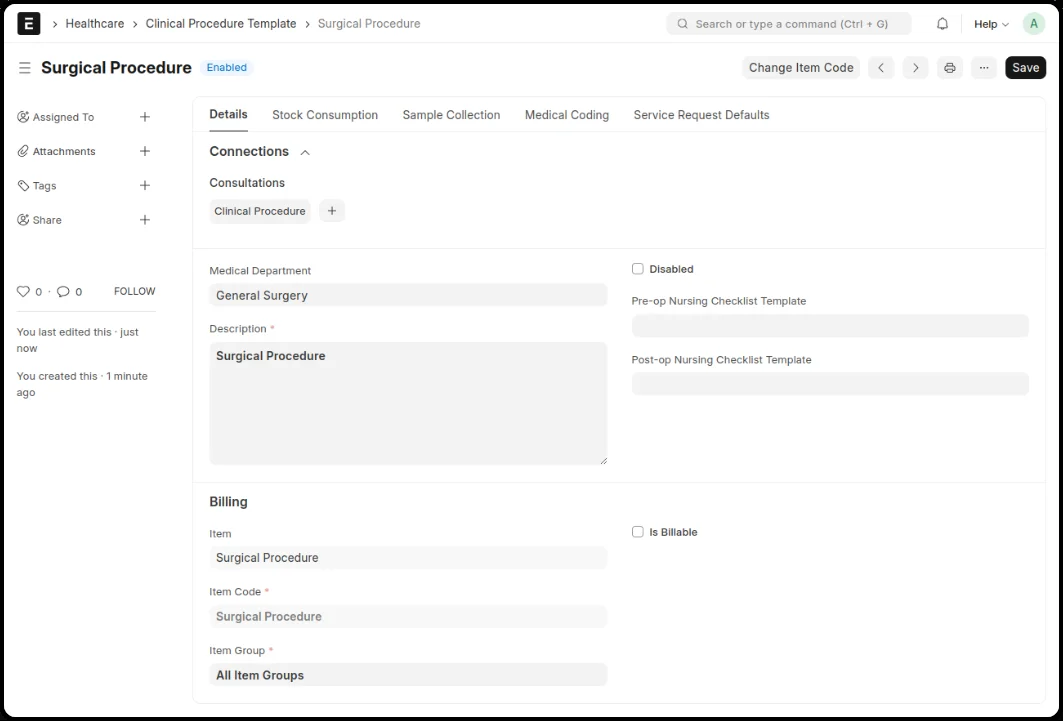 E
Healthcare
Clinical Procedure Template
Surgical Procedure
Search or type a command (Ctrl + G)
Help
A
Surgical Procedure
Enabled
Change Item Code
Save
Assigned To
Attachments
Tags
Share
0 · 0
FOLLOW
You last edited this · just
now
You created this · 1 minute
ago
Details
Stock Consumption
Sample Collection
Medical Coding
Service Request Defaults
Connections
Consultations
Clinical Procedure
Medical Department
General Surgery
Description *
Surgical Procedure
Disabled
Pre-op Nursing Checklist Template
Post-op Nursing Checklist Template
Billing
Item
Surgical Procedure
Item Code *
Surgical Procedure
Item Group *
All Item Groups
Is Billable